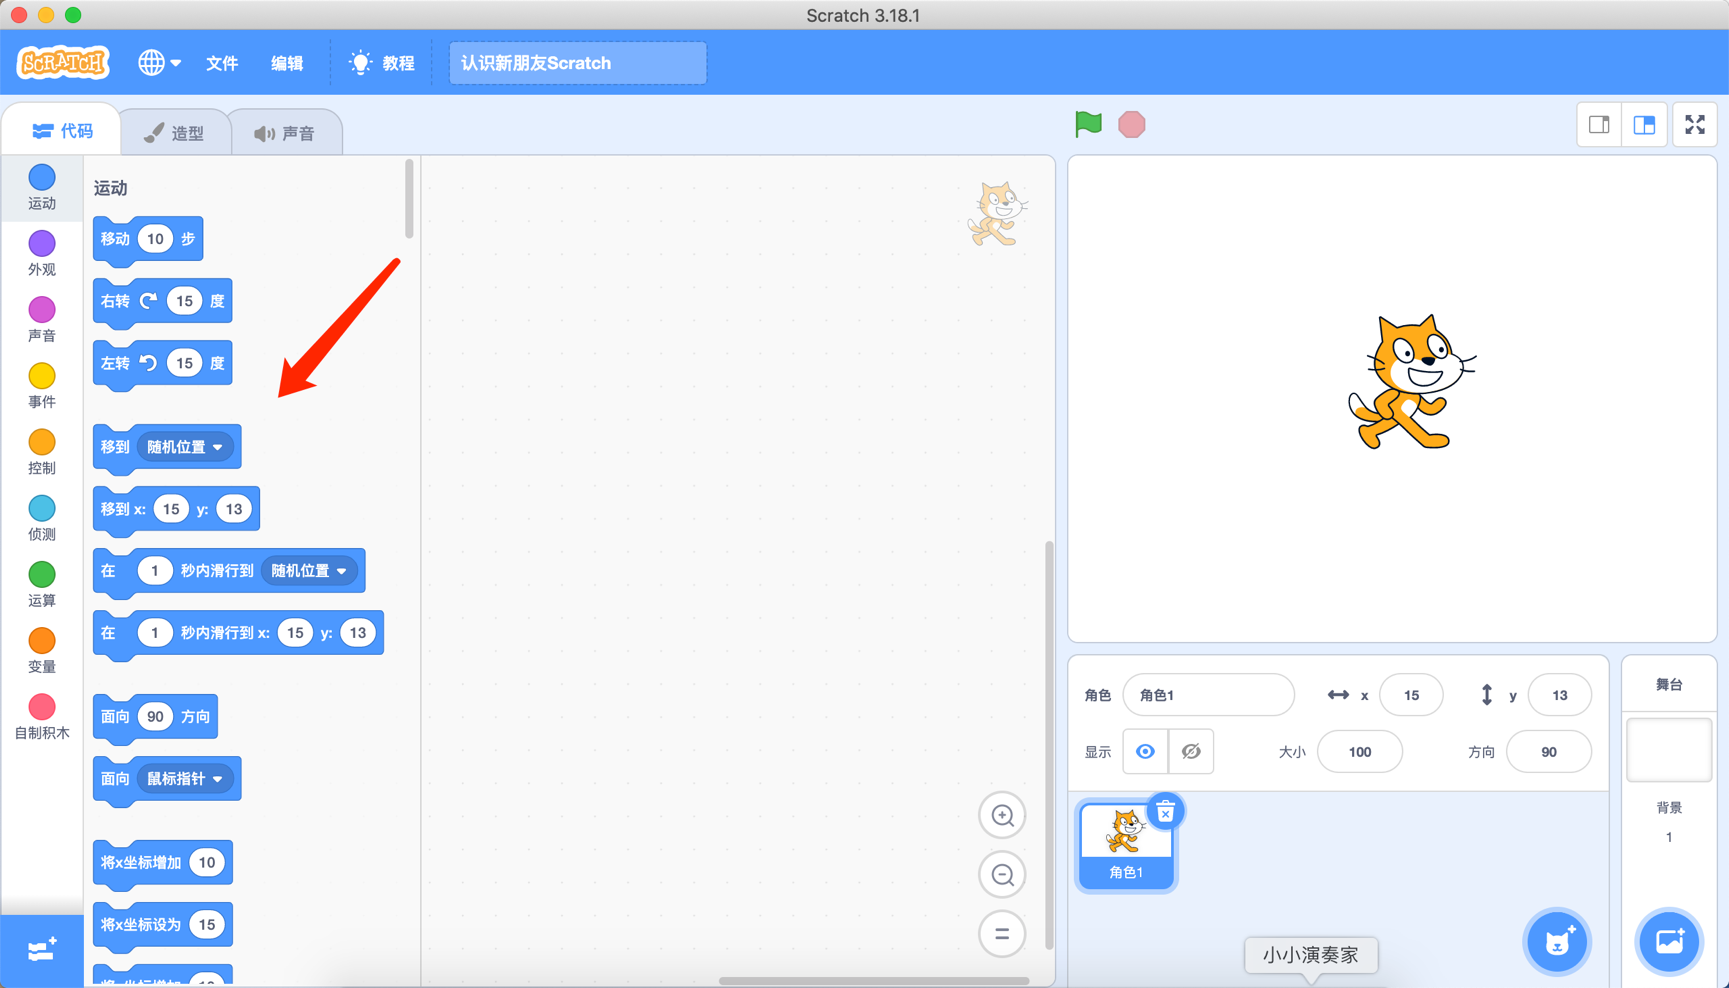 Scratch 3.18.1
SCRATCH
文件
编辑
教程
认识新朋友Scratch
代码
造型
声音
运动
外观
声音
事件
控制
侦测
运算
变量
自制积木
运动
移动 10 步
右转 15 度
左转 15 度
移到 随机位置
移到 x: 15 y: 13
在 1 秒内滑行到 随机位置
在 1 秒内滑行到 x: 15 y: 13
面向 90 方向
面向 鼠标指针
将x坐标增加 10
将x坐标设为 15
角色 角色1 x 15 y 13
显示 大小 100 方向 90
角色1
舞台
背景
1
小小演奏家